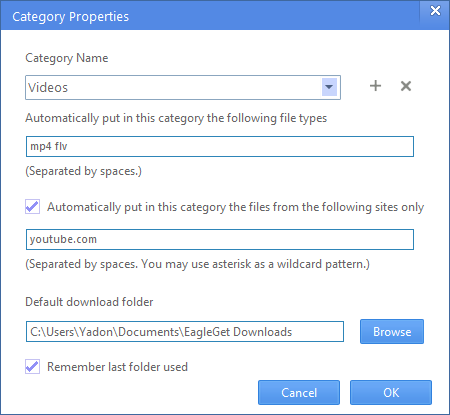 Category Properties
Category Name
Videos
Automatically put in this category the following file types
mp4 flv
(Separated by spaces.)
Automatically put in this category the files from the following sites only
youtube.com
(Separated by spaces. You may use asterisk as a wildcard pattern.)
Default download folder
C:\Users\Yadon\Documents\EagleGet Downloads
Browse
Remember last folder used
Cancel
OK